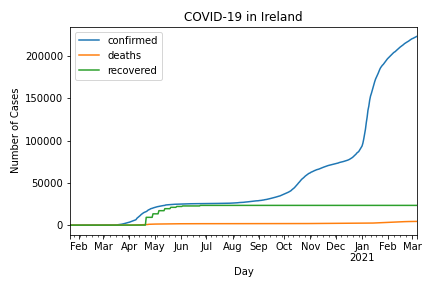 COVID-19 in Ireland
confirmed
deaths
recovered
Number of Cases
200000
150000
100000
50000
0
Feb Mar Apr May Jun Jul Aug Sep Oct Nov Dec Jan Feb Mar
2021
Day